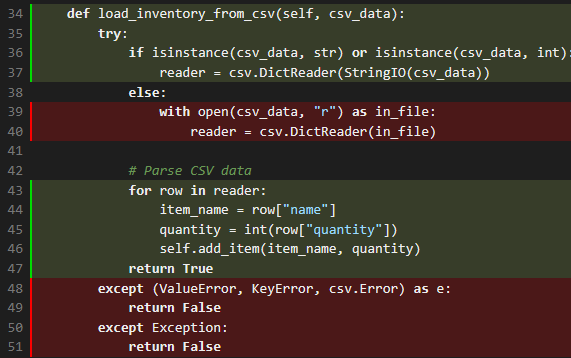 34 def load_inventory_from_csv(self, csv_data):
35 try:
36 if isinstance(csv_data, str) or isinstance(csv_data, int):
37 reader = csv.DictReader(StringIO(csv_data))
38 else:
39 with open(csv_data, "r") as in_file:
40 reader = csv.DictReader(in_file)
41
42 # Parse CSV data
43 for row in reader:
44 item_name = row["name"]
45 quantity = int(row["quantity"])
46 self.add_item(item_name, quantity)
47 return True
48 except (ValueError, KeyError, csv.Error) as e:
49 return False
50 except Exception:
51 return False